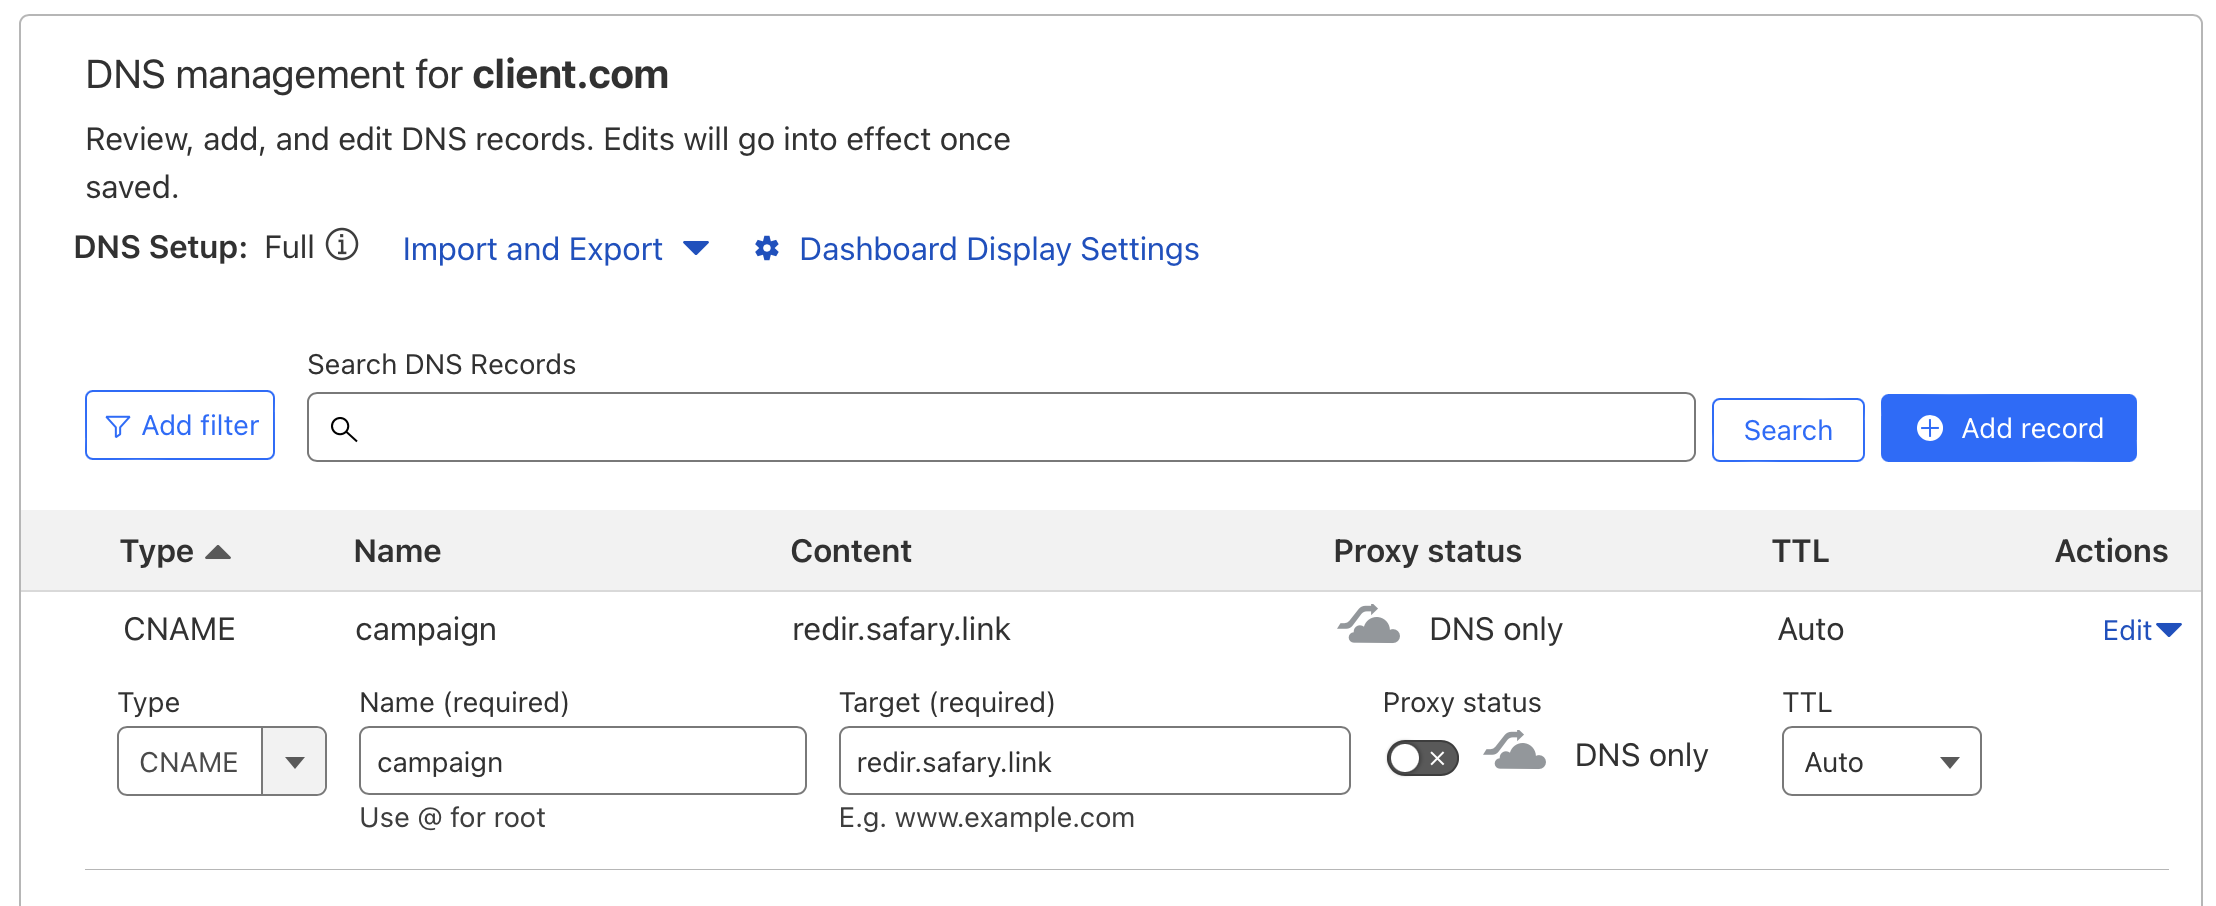 DNS management for client.com
Review, add, and edit DNS records. Edits will go into effect once
saved.
DNS Setup: Full Import and Export Dashboard Display Settings
Search DNS Records
Add filter Search Add record
Type Name Content Proxy status TTL Actions
CNAME campaign redir.safary.link DNS only Auto Edit
Type Name (required) Target (required) Proxy status TTL
CNAME campaign redir.safary.link DNS only Auto
Use @ for root E.g. www.example.com